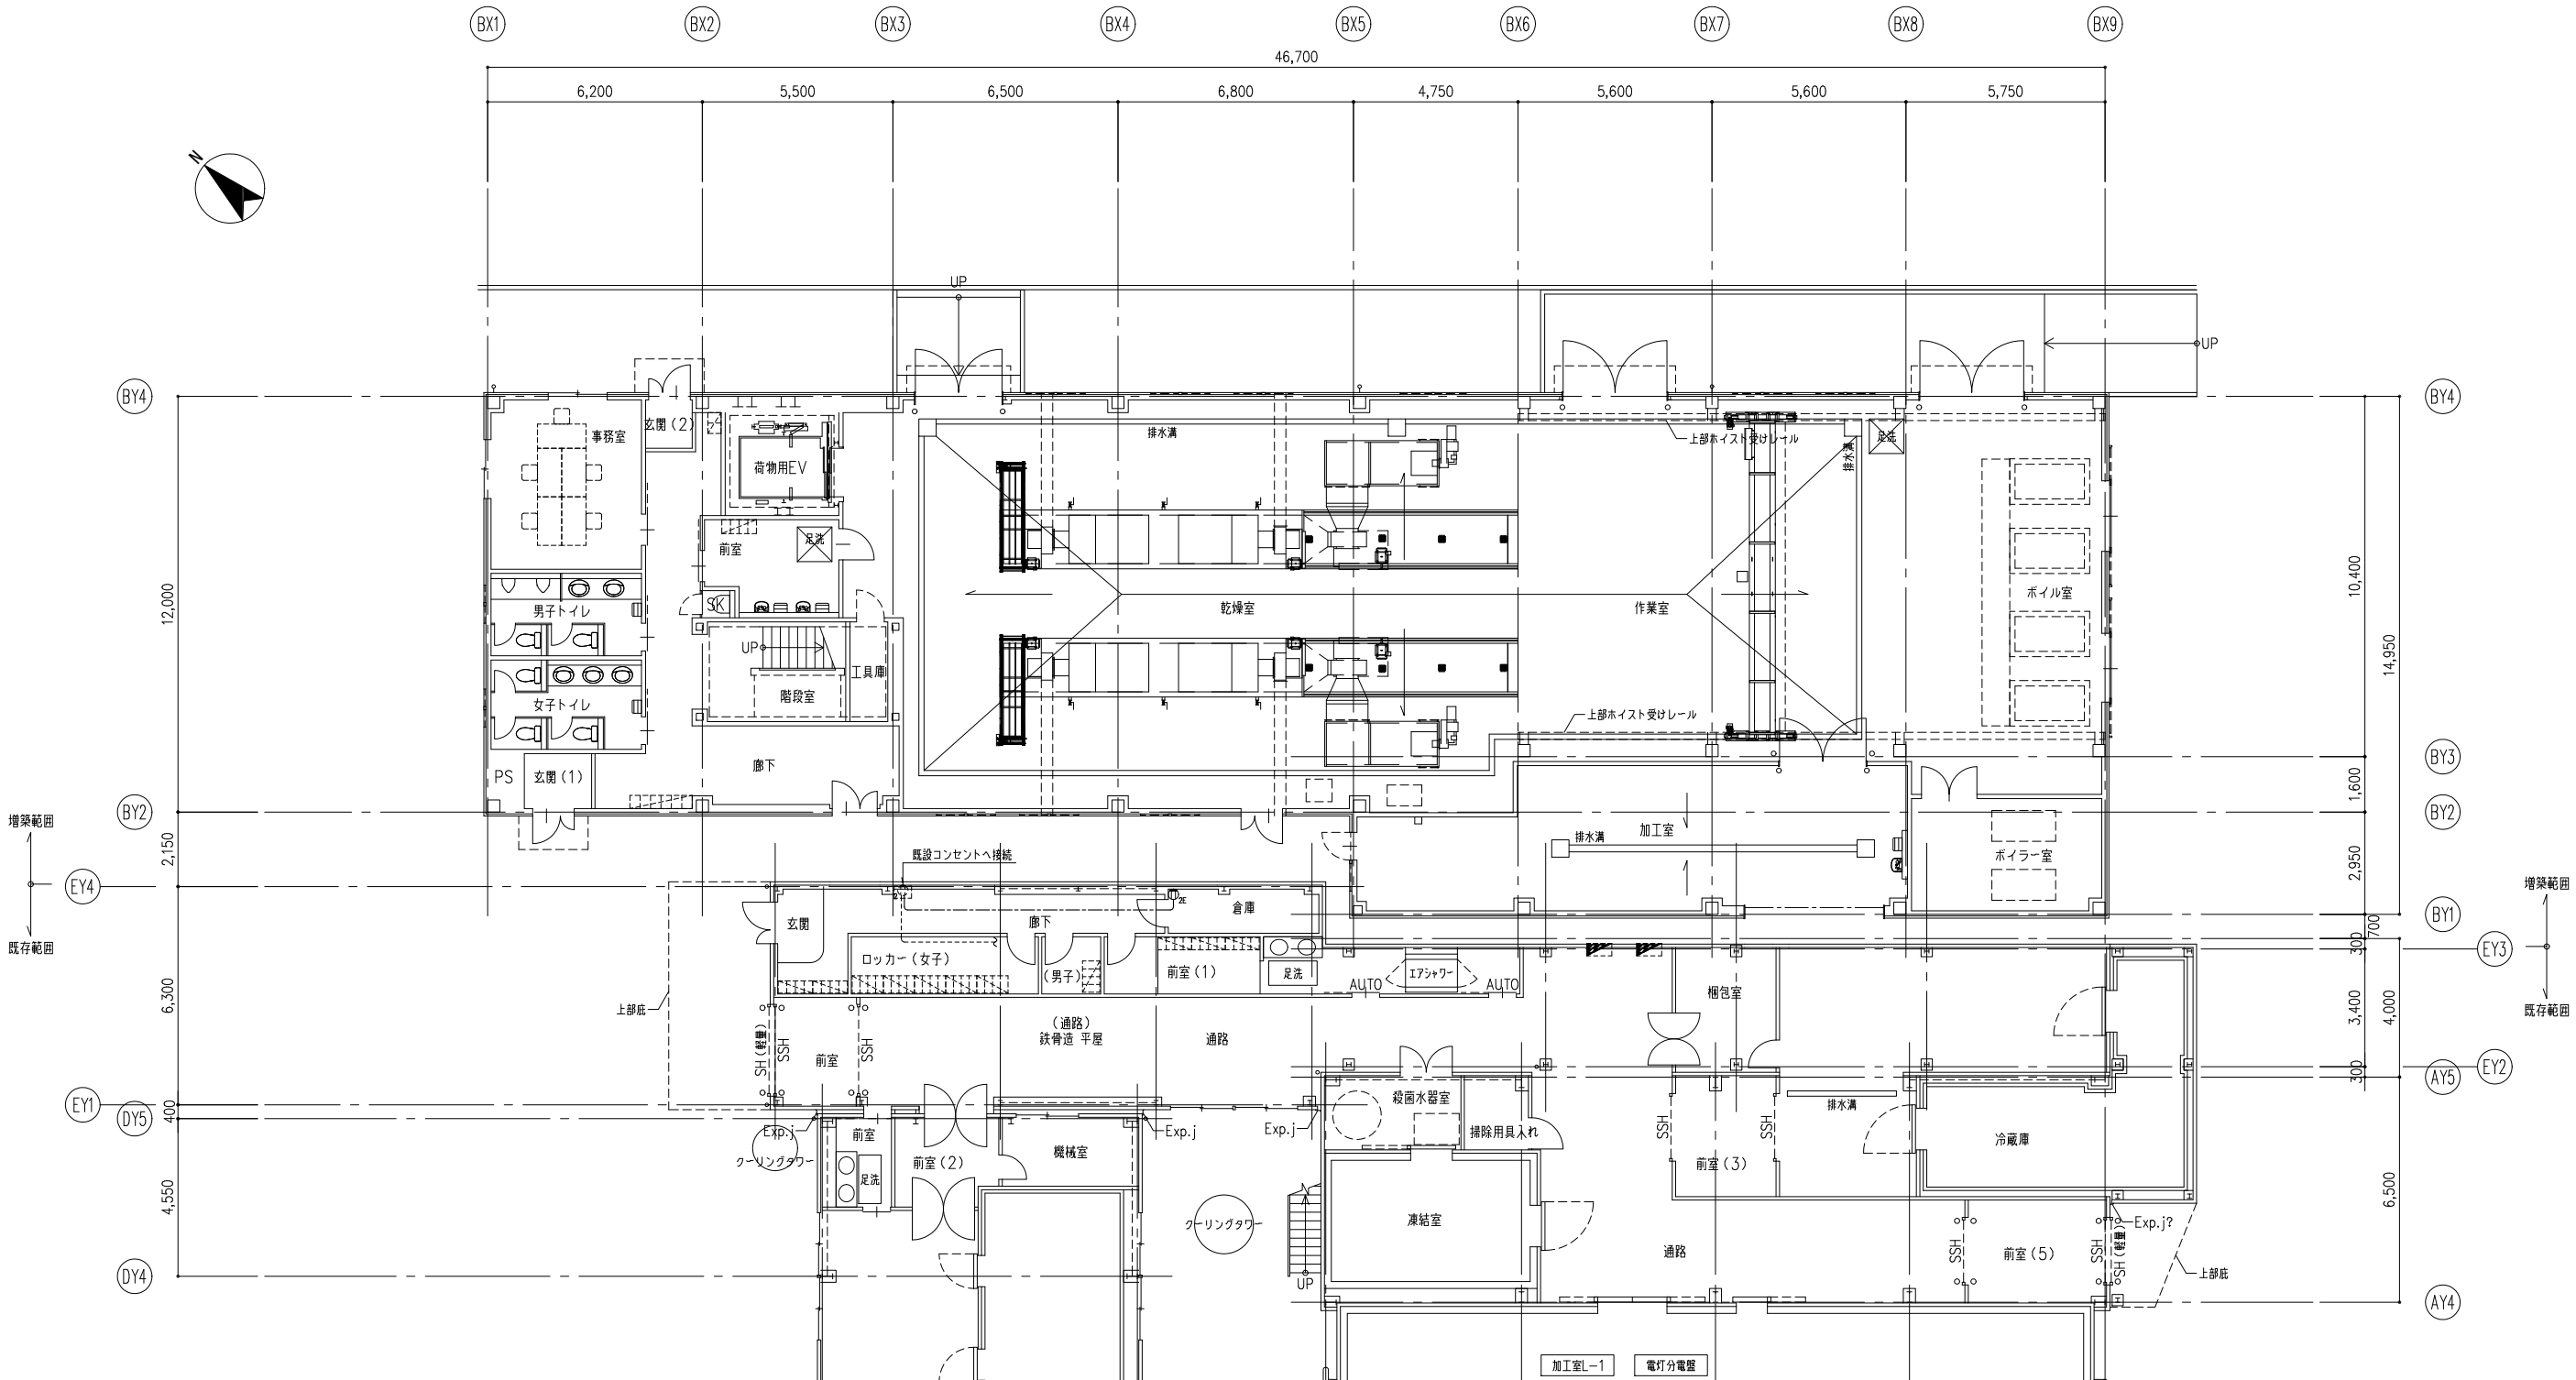 BX1 BX2 BX3 BX4 BX5 BX6 BX7 BX8 BX9
46,700
6,200 5,500 6,500 6,800 4,750 5,600 5,600 5,750
N
UP
UP
BY4
BY4
事務室
玄関(2)
荷物用EV
排水溝
上部ホイスト受けレール
排水溝
足洗
前室
足洗
12,000
10,400
14,950
男子トイレ
SK
乾燥室
作業室
ボイル室
UP
工具庫
階段室
女子トイレ
上部ホイスト受けレール
PS
玄関(1)
廊下
BY3
1,600
増築範囲
BY2
BY2
2,150
既設コンセントへ接続
排水溝
加工室
ボイラー室
2,950
EY4
増築範囲
既存範囲
玄関
廊下
2E
倉庫
BY1
700
300
EY3
ロッカー(女子)
(男子)
前室(1)
足洗
エアシャワー
AUTO
AUTO
梱包室
6,300
上部庇
SH(軽量)
SSH
SSH
前室
(通路)
鉄骨造 平屋
通路
3,400
4,000
既存範囲
EY2
300
AY5
EY1
400
DY5
殺菌水器室
掃除用具入れ
SSH
SSH
排水溝
冷蔵庫
Exp.j
Exp.j
Exp.j
前室
クーリングタワー
足洗
前室(2)
機械室
前室(3)
4,550
6,500
クーリングタワー
UP
凍結室
通路
SSH
前室(5)
SSH
SH(軽量)
Exp.j?
上部庇
DY4
AY4
加工室L-1
電灯分電盤